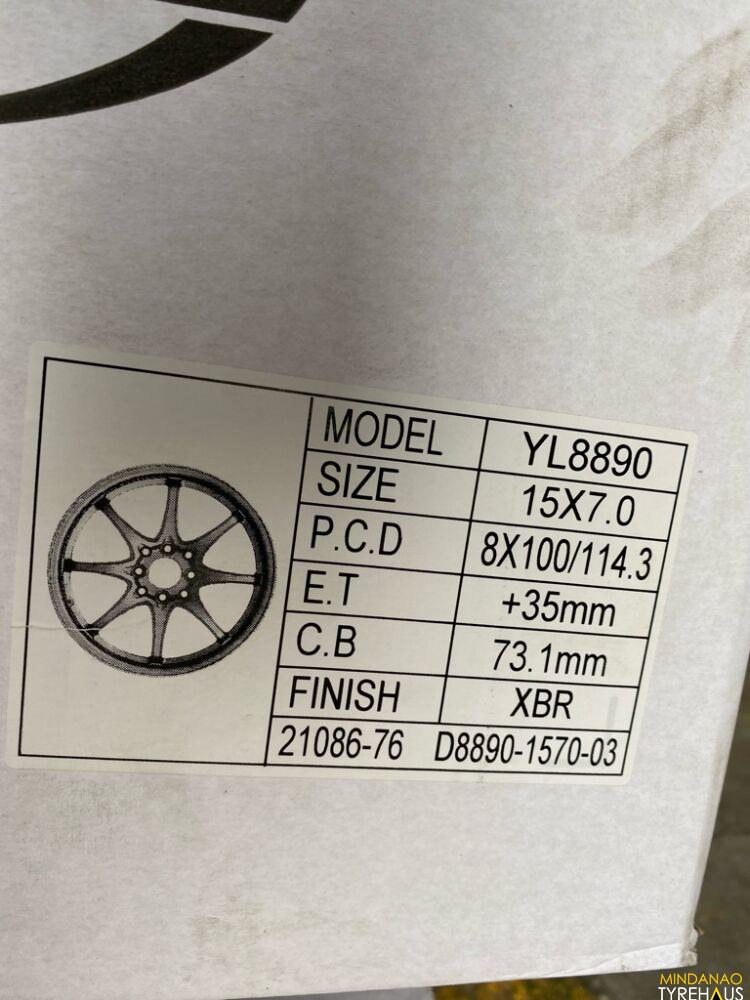 MODEL YL8890
SIZE 15X7.0
P.C.D 8X100/114.3
E.T +35mm
C.B 73.1mm
FINISH XBR
21086-76 D8890-1570-03
MINDANAO
TYREHAUS